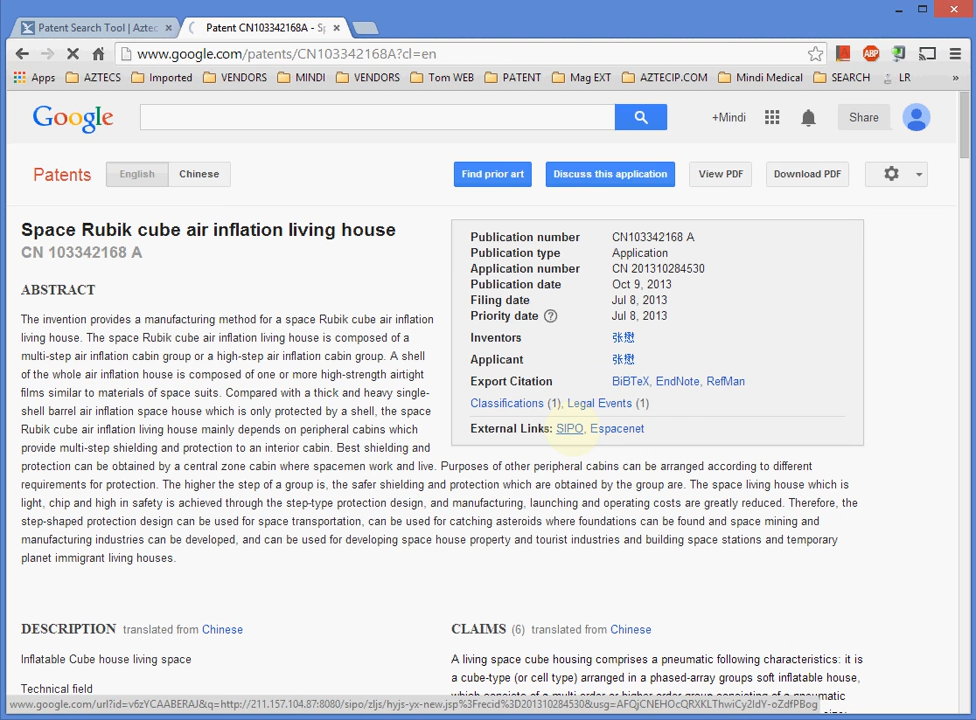 Patent Search Tool | Aztec
Patent CN103342168A - Sp
www.google.com/patents/CN103342168A?cl=en
ABP
Apps AZTECS Imported VENDORS MINDI VENDORS Tom WEB PATENT Mag EXT AZTECIP.COM Mindi Medical SEARCH LR »
Google
+Mindi Share
Patents English Chinese Find prior art Discuss this application View PDF Download PDF
Space Rubik cube air inflation living house
CN 103342168 A
Publication number CN103342168 A
Publication type Application
Application number CN 201310284530
Publication date Oct 9, 2013
Filing date Jul 8, 2013
Priority date ? Jul 8, 2013
Inventors 张懋
Applicant 张懋
Export Citation BiBTeX, EndNote, RefMan
Classifications (1), Legal Events (1)
External Links: SIPO, Espacenet
ABSTRACT
The invention provides a manufacturing method for a space Rubik cube air inflation
living house. The space Rubik cube air inflation living house is composed of a
multi-step air inflation cabin group or a high-step air inflation cabin group. A shell
of the whole air inflation house is composed of one or more high-strength airtight
films similar to materials of space suits. Compared with a thick and heavy single-
shell barrel air inflation space house which is only protected by a shell, the space
Rubik cube air inflation living house mainly depends on peripheral cabins which
provide multi-step shielding and protection to an interior cabin. Best shielding and
protection can be obtained by a central zone cabin where spacemen work and live. Purposes of other peripheral cabins can be arranged according to different
requirements for protection. The higher the step of a group is, the safer shielding and protection which are obtained by the group are. The space living house which is
light, chip and high in safety is achieved through the step-type protection design, and manufacturing, launching and operating costs are greatly reduced. Therefore, the
step-shaped protection design can be used for space transportation, can be used for catching asteroids where foundations can be found and space mining and
manufacturing industries can be developed, and can be used for developing space house property and tourist industries and building space stations and temporary
planet immigrant living houses.
DESCRIPTION translated from Chinese
Inflatable Cube house living space
Technical field
CLAIMS (6) translated from Chinese
A living space cube housing comprises a pneumatic following characteristics: it is
a cube-type (or cell type) arranged in a phased-array groups soft inflatable house,
which consists of a multi-order or higher-order group consisting of a pneumatic
www.google.com/url?id=v6zYCAABERAJ&q=http://211.157.104.87:8080/sipo/zljs/hyjs-yx-new.jsp%3Frecid%3D201310284530&usg=AFQjCNEHOcQRXKLThwiCy2IdY-oZdfPBog